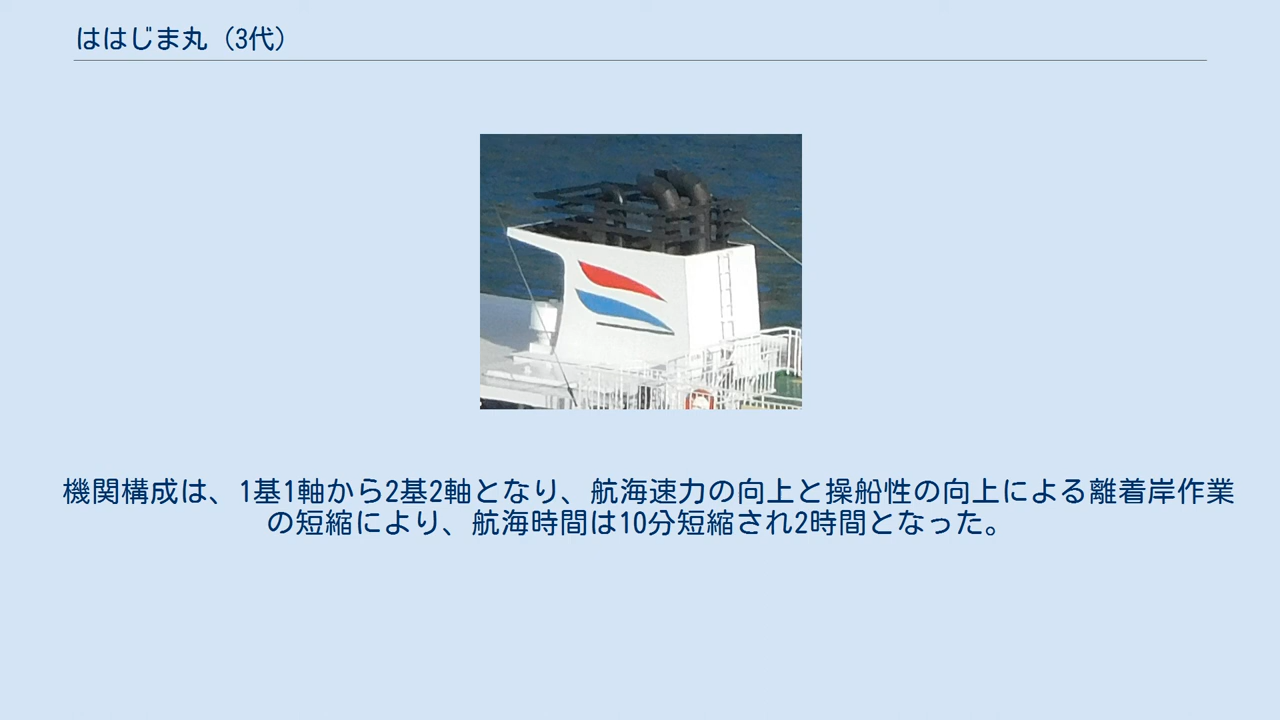 ははじま丸（3代）
機関構成は、1基1軸から2基2軸となり、航海速力の向上と操船性の向上による離着岸作業
の短縮により、航海時間は10分短縮され2時間となった。